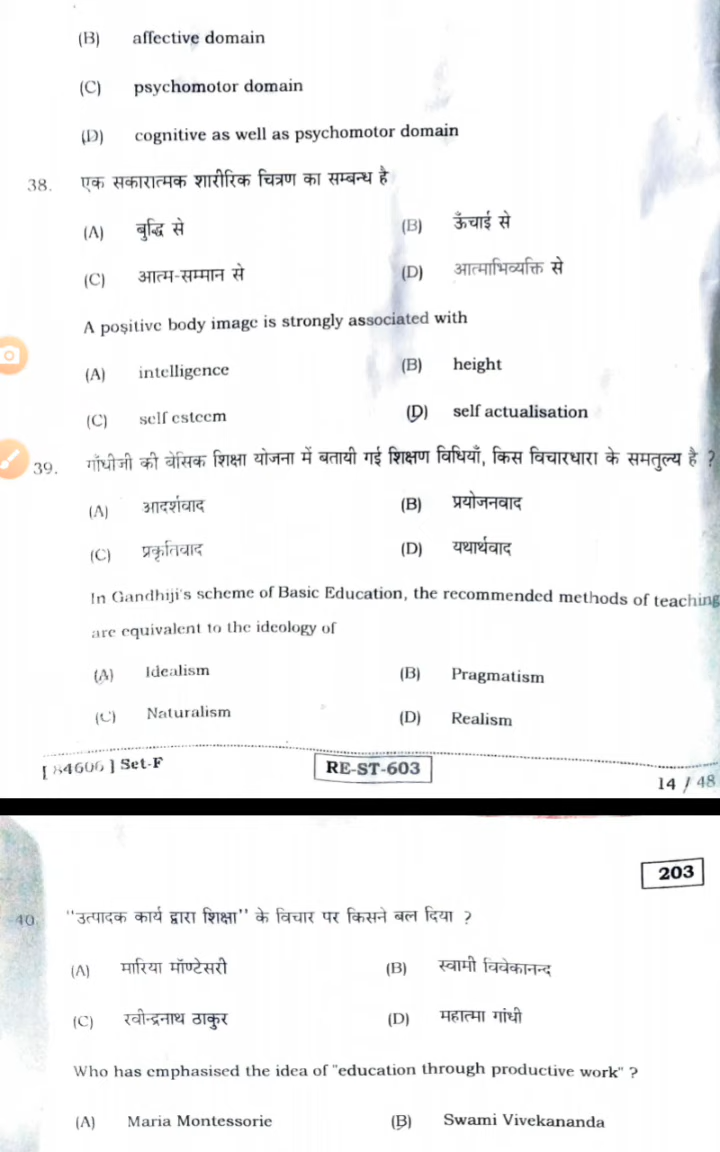 (B) affective domain
(C) psychomotor domain
(D) cognitive as well as psychomotor domain
38. एक सकारात्मक शारीरिक चित्रण का सम्बन्ध है
(A) बुद्धि से (B) ऊँचाई से
(C) आत्म-सम्मान से (D) आत्माभिव्यक्ति से
A positive body image is strongly associated with
(A) intelligence (B) height
(C) self esteem (D) self actualisation
39. गाँधीजी की बेसिक शिक्षा योजना में बतायी गई शिक्षण विधियाँ, किस विचारधारा के समतुल्य है ?
(A) आदर्शवाद (B) प्रयोजनवाद
(C) प्रकृतिवाद (D) यथार्थवाद
In Gandhiji's scheme of Basic Education, the recommended methods of teaching
are equivalent to the ideology of
(A) Idealism (B) Pragmatism
(C) Naturalism (D) Realism
[ 84606 ] Set-F RE-ST-603 14 / 48
203
40. "उत्पादक कार्य द्वारा शिक्षा" के विचार पर किसने बल दिया ?
(A) मारिया मॉण्टेसरी (B) स्वामी विवेकानन्द
(C) रवीन्द्रनाथ ठाकुर (D) महात्मा गांधी
Who has emphasised the idea of "education through productive work" ?
(A) Maria Montessorie (B) Swami Vivekananda